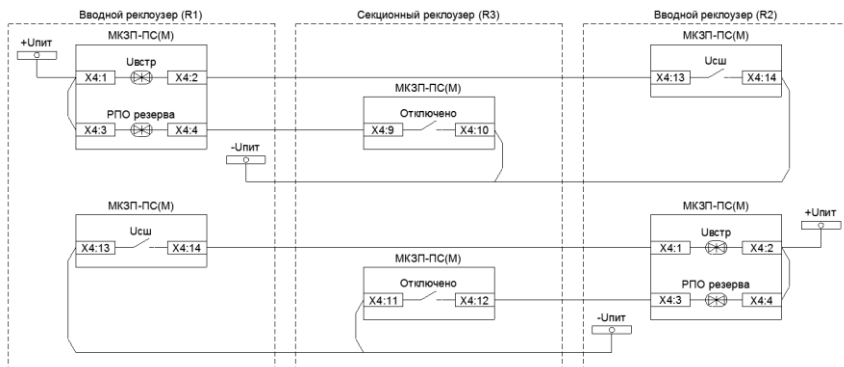 Вводной реклоузер (R1) Секционный реклоузер (R3) Вводной реклоузер (R2)
МКЗП-ПС(М) МКЗП-ПС(М)
+Uпит
Uвстр Uсш
X4:1 X4:2 X4:13 X4:14
МКЗП-ПС(М)
РПО резерва Отключено
X4:3 X4:4 X4:9 X4:10
-Uпит
МКЗП-ПС(М) МКЗП-ПС(М)
+Uпит
Uсш Uвстр
X4:13 X4:14 X4:1 X4:2
МКЗП-ПС(М)
Отключено РПО резерва
X4:11 X4:12 X4:3 X4:4
-Uпит